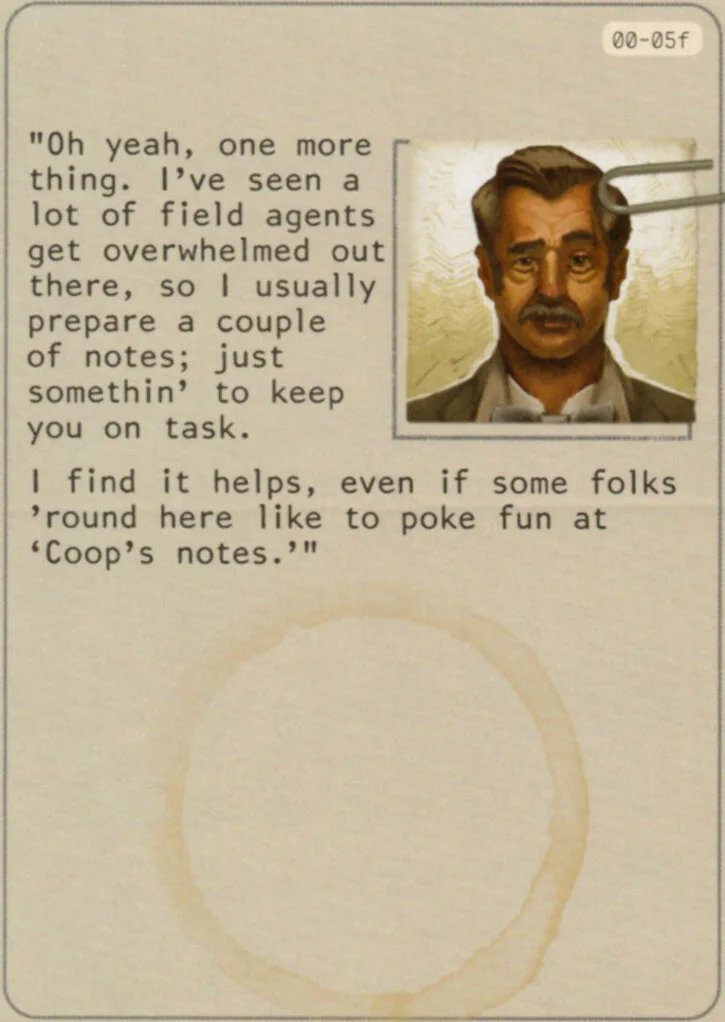 00-05f
"Oh yeah, one more
thing. I’ve seen a
lot of field agents
get overwhelmed out
there, so I usually
prepare a couple
of notes; just
somethin’ to keep
you on task.
I find it helps, even if some folks
’round here like to poke fun at
‘Coop’s notes.’"